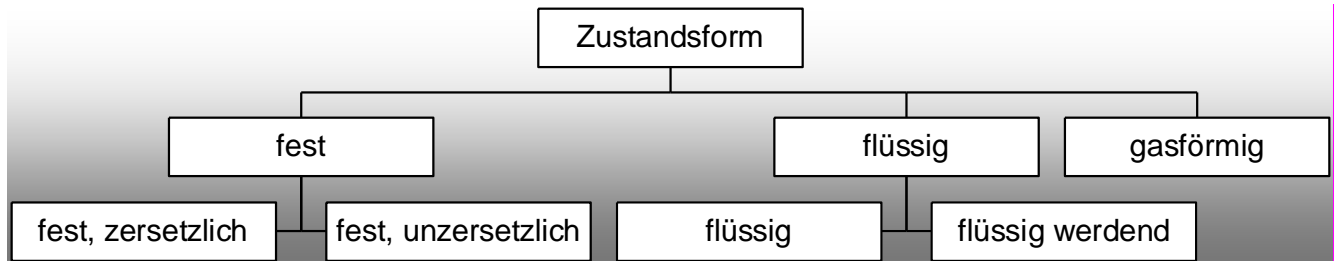 Zustandsform
fest
flüssig
gasförmig
fest, zersetzlich
fest, unzersetzlich
flüssig
flüssig werdend